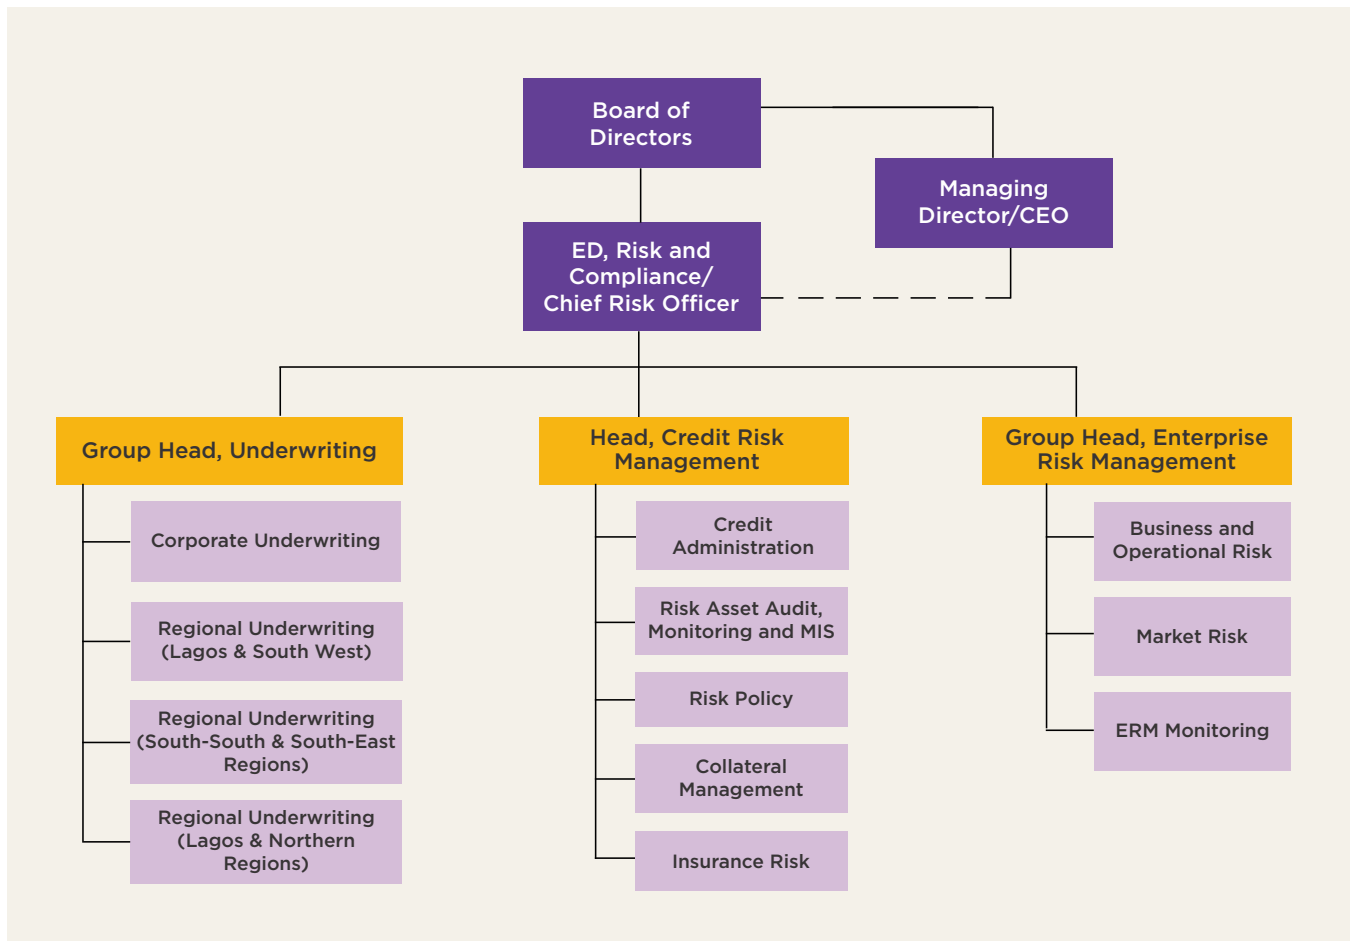 Board of
Directors
Managing
Director/CEO
ED, Risk and
Compliance/
Chief Risk Officer
Group Head, Underwriting
Corporate Underwriting
Regional Underwriting
(Lagos & South West)
Regional Underwriting
(South-South & South-East
Regions)
Regional Underwriting
(Lagos & Northern
Regions)
Head, Credit Risk
Management
Credit
Administration
Risk Asset Audit,
Monitoring and MIS
Risk Policy
Collateral
Management
Insurance Risk
Group Head, Enterprise
Risk Management
Business and
Operational Risk
Market Risk
ERM Monitoring